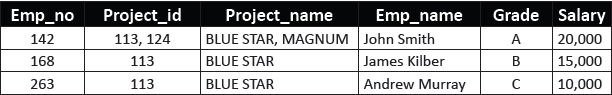 Emp_no Project_id Project_name Emp_name Grade Salary
142 113, 124 BLUE STAR, MAGNUM John Smith A 20,000
168 113 BLUE STAR James Kilber B 15,000
263 113 BLUE STAR Andrew Murray C 10,000